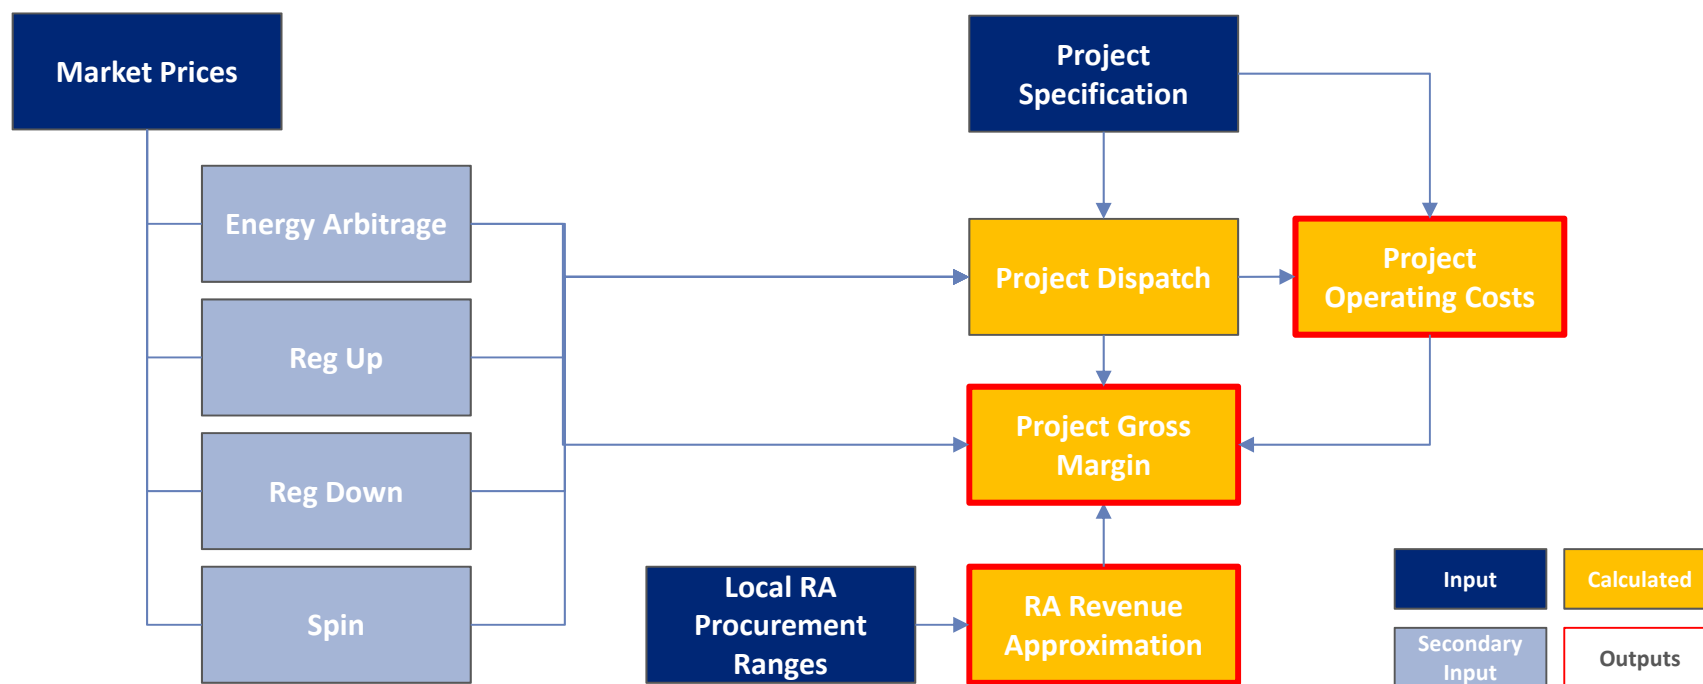 Market Prices
Project
Specification
Energy Arbitrage
Project Dispatch
Project
Operating Costs
Reg Up
Project Gross
Margin
Reg Down
Spin
Local RA
Procurement
Ranges
RA Revenue
Approximation
Input
Calculated
Secondary
Input
Outputs